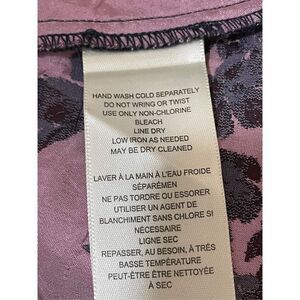 HAND WASH COLD SEPARATELY
DO NOT WRING OR TWIST
USE ONLY NON-CHLORINE
BLEACH
LINE DRY
LOW IRON AS NEEDED
MAY BE DRY CLEANED
LAVER À LA MAIN À L'EAU FROIDE
SÉPARÉMEN
NE PAS TORDRE OU ESSORER
UTILISER UN AGENT DE
BLANCHIMENT SANS CHLORE SI
NÉCESSAIRE
LIGNE SEC
REPASSER, AU BESOIN, À TRÈS
BASSE TEMPÉRATURE
PEUT-ÊTRE ÊTRE NETTOYÉE
À SEC